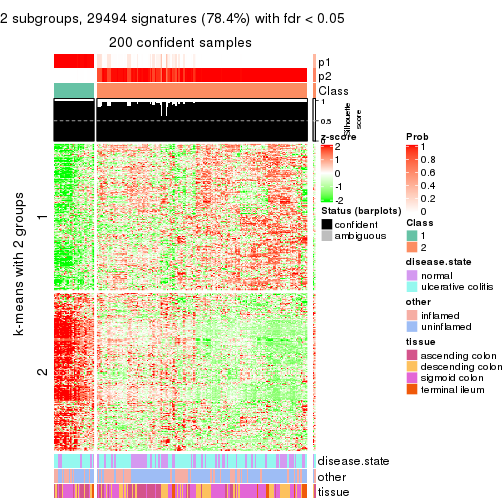 2 subgroups, 29494 signatures (78.4%) with fdr < 0.05
200 confident samples
p1
p2
Class
1
0.5
0
Silhouette
score
k-means with 2 groups
1
2
z-score
2
1
0
-1
-2
Status (barplots)
confident
ambiguous
Prob
1
0.8
0.6
0.4
0.2
0
Class
1
2
disease.state
normal
ulcerative colitis
other
inflamed
uninflamed
tissue
ascending colon
descending colon
sigmoid colon
terminal ileum
disease.state
other
tissue